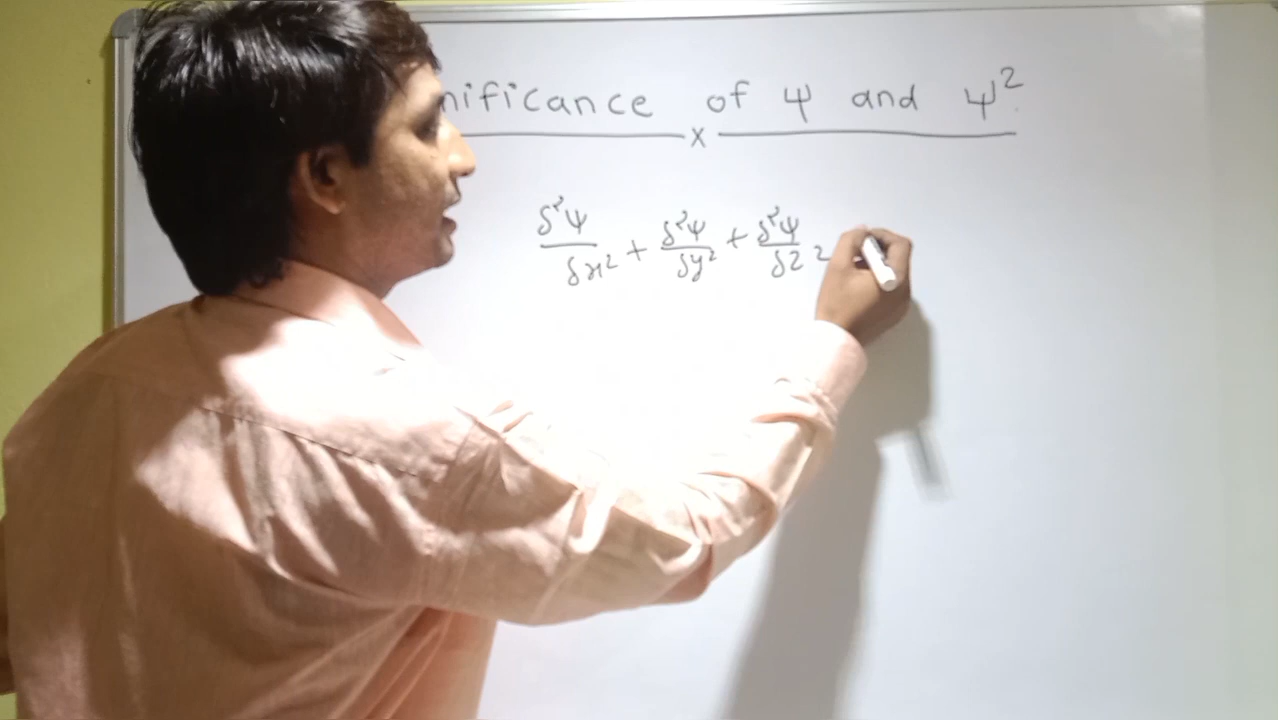 nificance of ψ and ψ²
x
δ²ψ/δx² + δ²ψ/δy² + δ²ψ/δz²